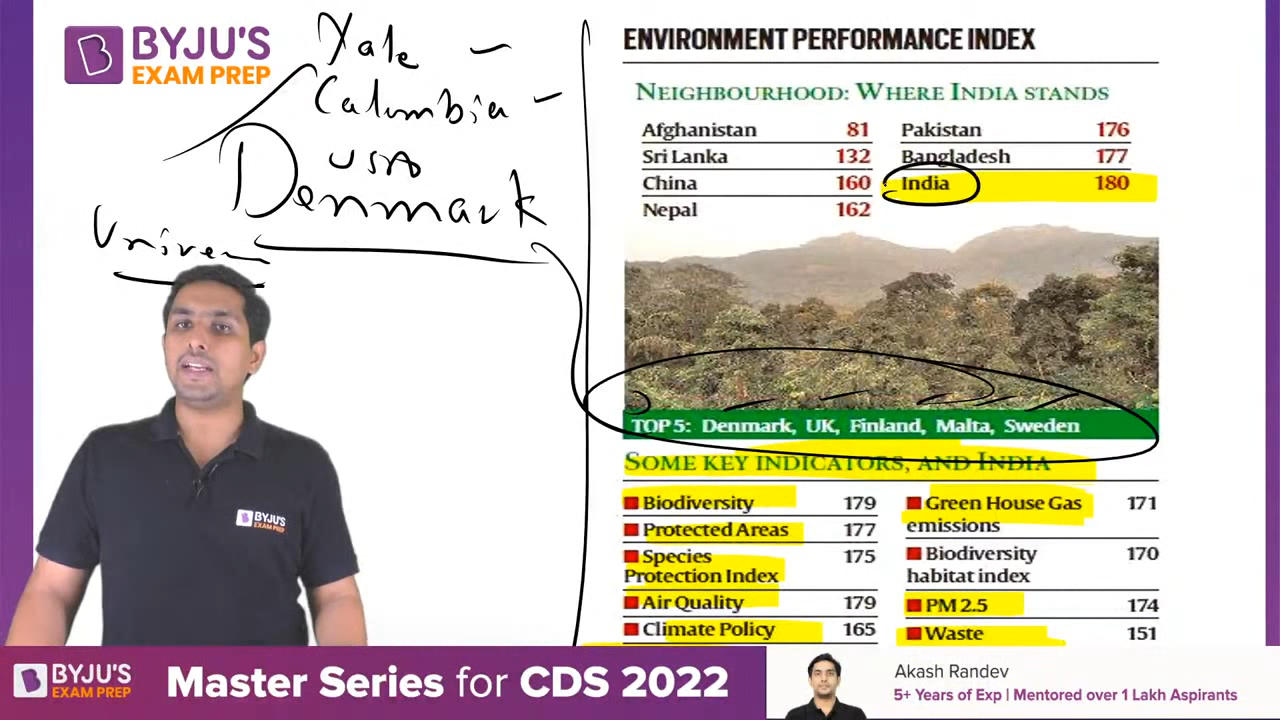 BYJU'S
EXAM PREP
Yale –
Calumbia –
USA
Denmark
Univer
ENVIRONMENT PERFORMANCE INDEX
NEIGHBOURHOOD: WHERE INDIA STANDS
Afghanistan 81
Sri Lanka 132
China 160
Nepal 162
Pakistan 176
Bangladesh 177
India 180
TOP 5: Denmark, UK, Finland, Malta, Sweden
SOME KEY INDICATORS, AND INDIA
Biodiversity 179
Protected Areas 177
Species 175
Protection Index
Air Quality 179
Climate Policy 165
Green House Gas 171
emissions
Biodiversity 170
habitat index
PM 2.5 174
Waste 151
BYJU'S
EXAM PREP
BYJU'S
EXAM PREP
Master Series for CDS 2022
Akash Randev
5+ Years of Exp | Mentored over 1 Lakh Aspirants